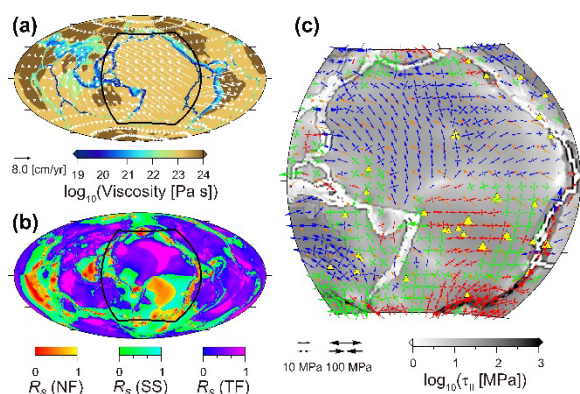 (a)
8.0 [cm/yr]
19 20 21 22 23 24
log₁₀(Viscosity [Pa s])
(b)
0 1 0 1 0 1
Rₛ (NF) Rₛ (SS) Rₛ (TF)
(c)
10 MPa 100 MPa
0 1 2 3
log₁₀(τ_II [MPa])